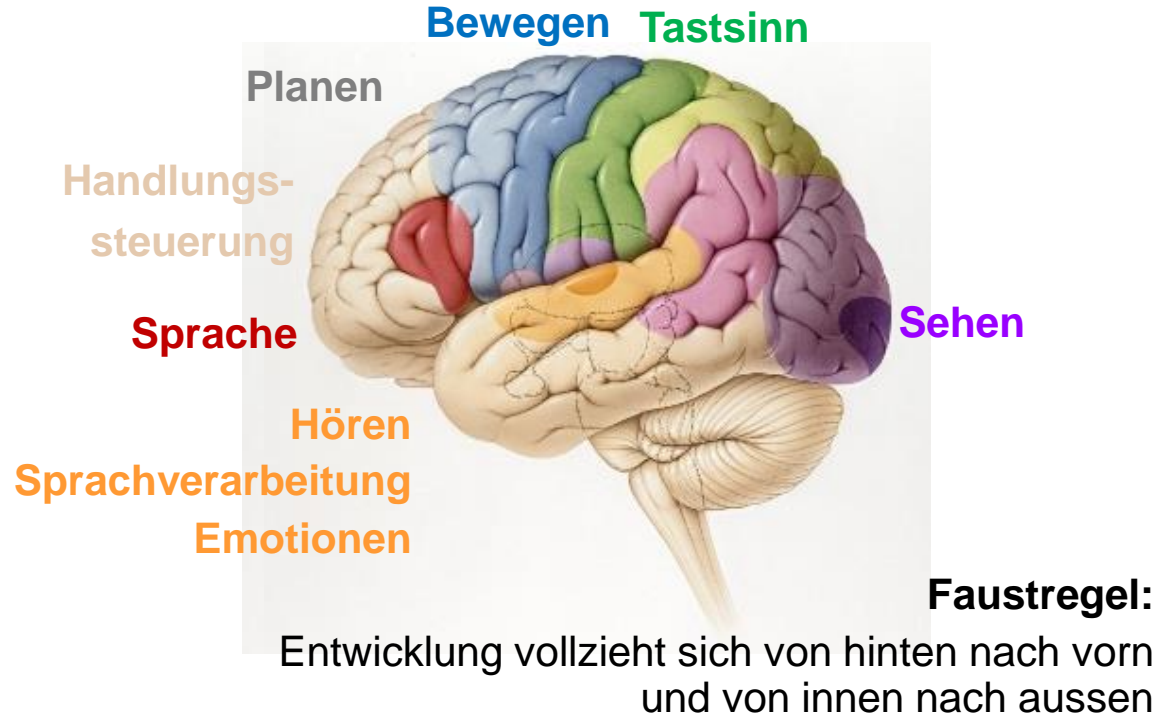 Bewegen Tastsinn
Planen
Handlungs-
steuerung
Sprache
Sehen
Hören
Sprachverarbeitung
Emotionen
Faustregel:
Entwicklung vollzieht sich von hinten nach vorn
und von innen nach aussen